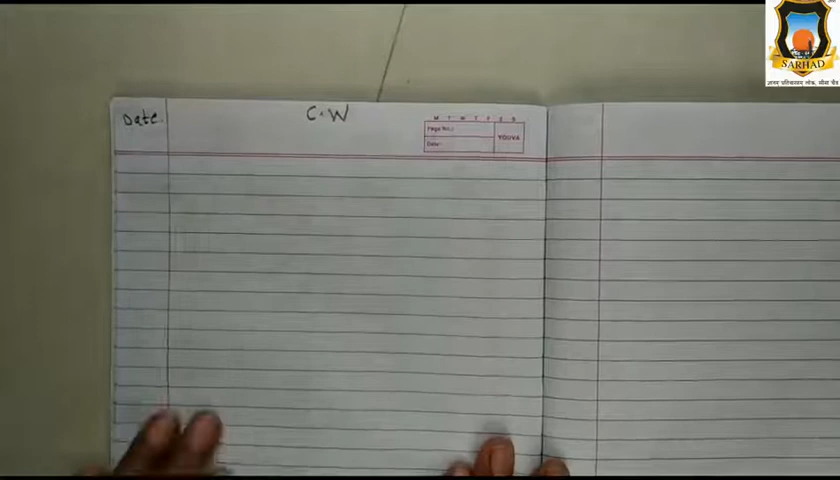 SARHAD
Date.
C.W
M T W T F S S
Page No.:
YOUVA
Date: